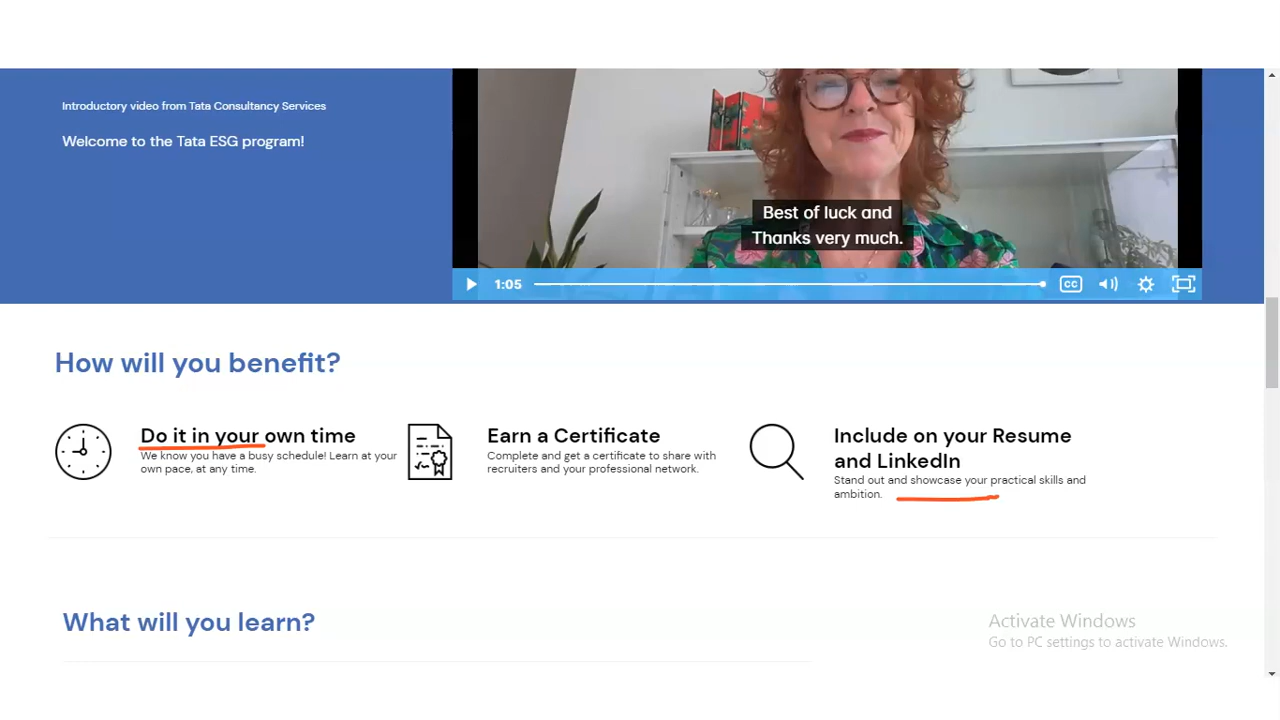 Introductory video from Tata Consultancy Services
Welcome to the Tata ESG program!
Best of luck and
Thanks very much.
1:05
CC
How will you benefit?
Do it in your own time
We know you have a busy schedule! Learn at your
own pace, at any time.
Earn a Certificate
Complete and get a certificate to share with
recruiters and your professional network.
Include on your Resume
and LinkedIn
Stand out and showcase your practical skills and
ambition.
What will you learn?
Activate Windows
Go to PC settings to activate Windows.